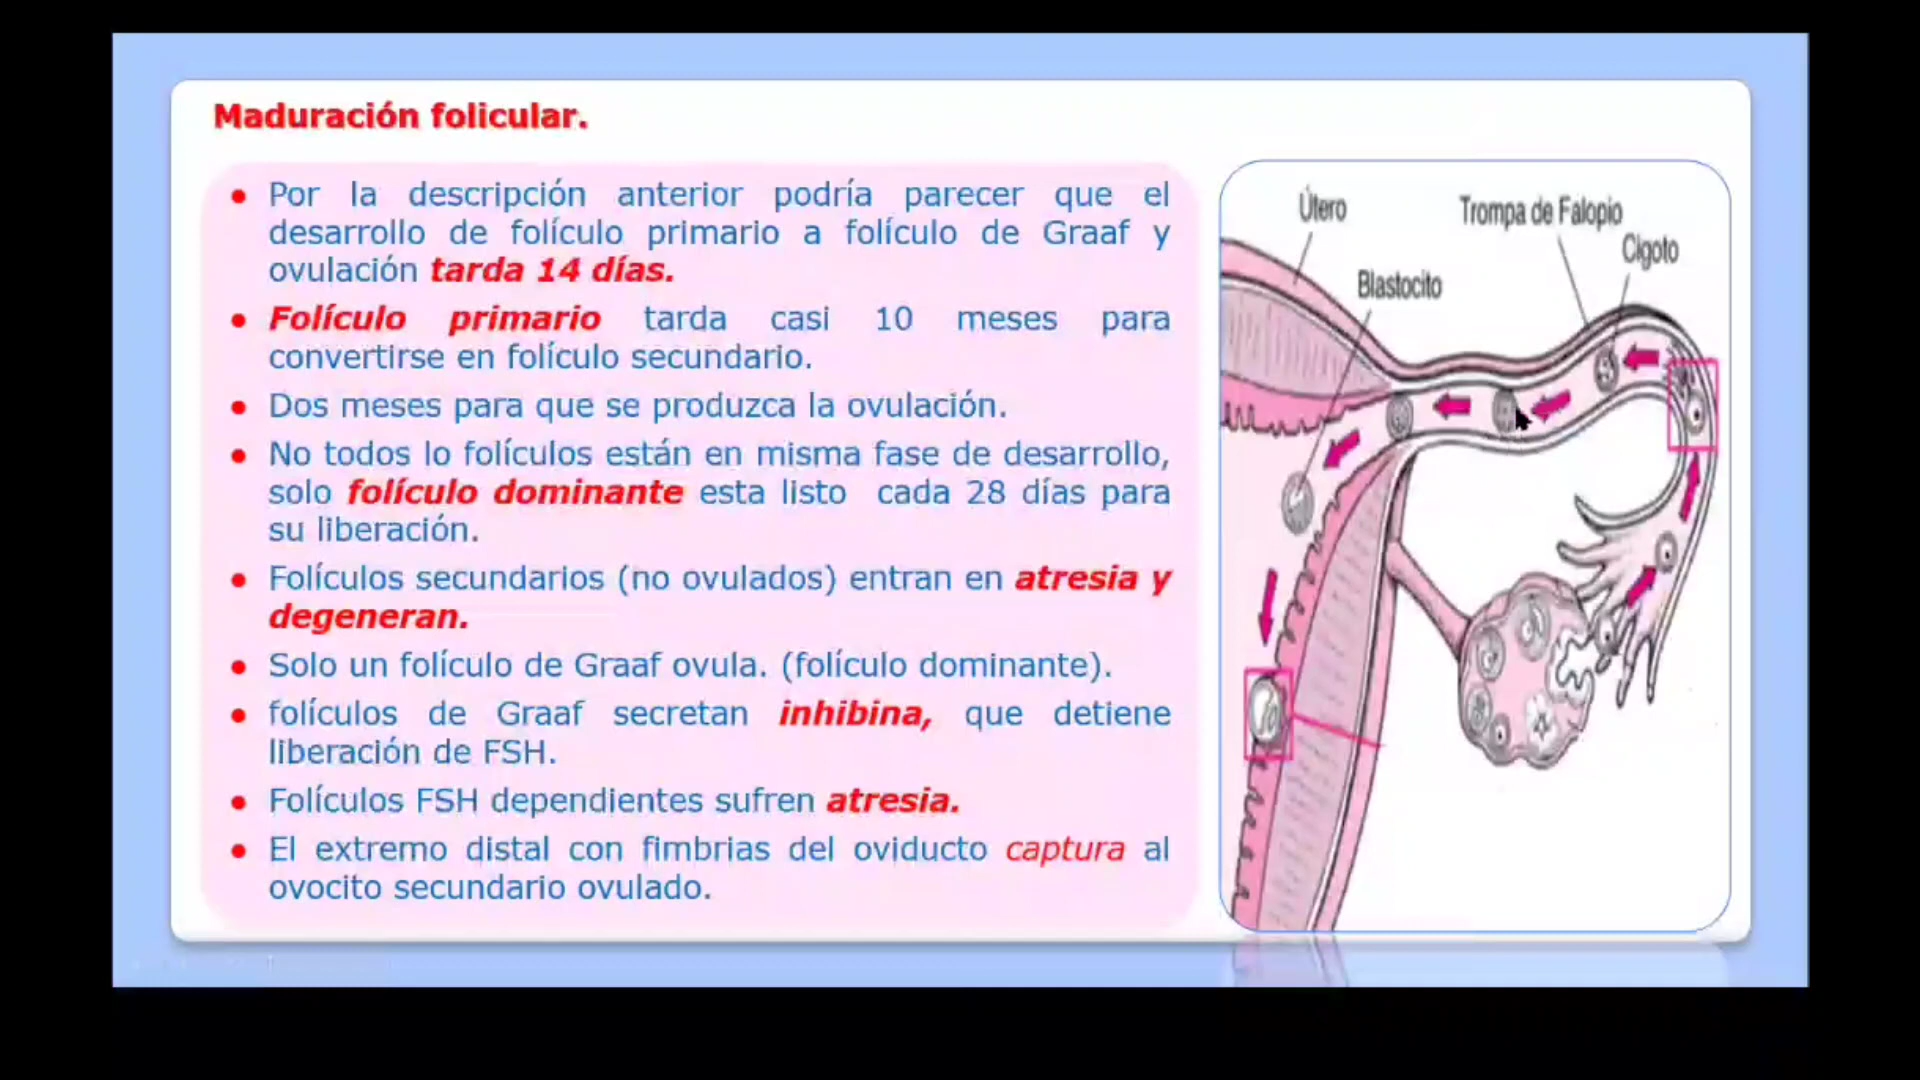 Maduración folicular.
● Por la descripción anterior podría parecer que el
desarrollo de folículo primario a folículo de Graaf y
ovulación tarda 14 días.
● Folículo primario tarda casi 10 meses para
convertirse en folículo secundario.
● Dos meses para que se produzca la ovulación.
● No todos lo folículos están en misma fase de desarrollo,
solo folículo dominante esta listo cada 28 días para
su liberación.
● Folículos secundarios (no ovulados) entran en atresia y
degeneran.
● Solo un folículo de Graaf ovula. (folículo dominante).
● folículos de Graaf secretan inhibina, que detiene
liberación de FSH.
● Folículos FSH dependientes sufren atresia.
● El extremo distal con fimbrias del oviducto captura al
ovocito secundario ovulado.
Útero
Trompa de Falopio
Cigoto
Blastocito